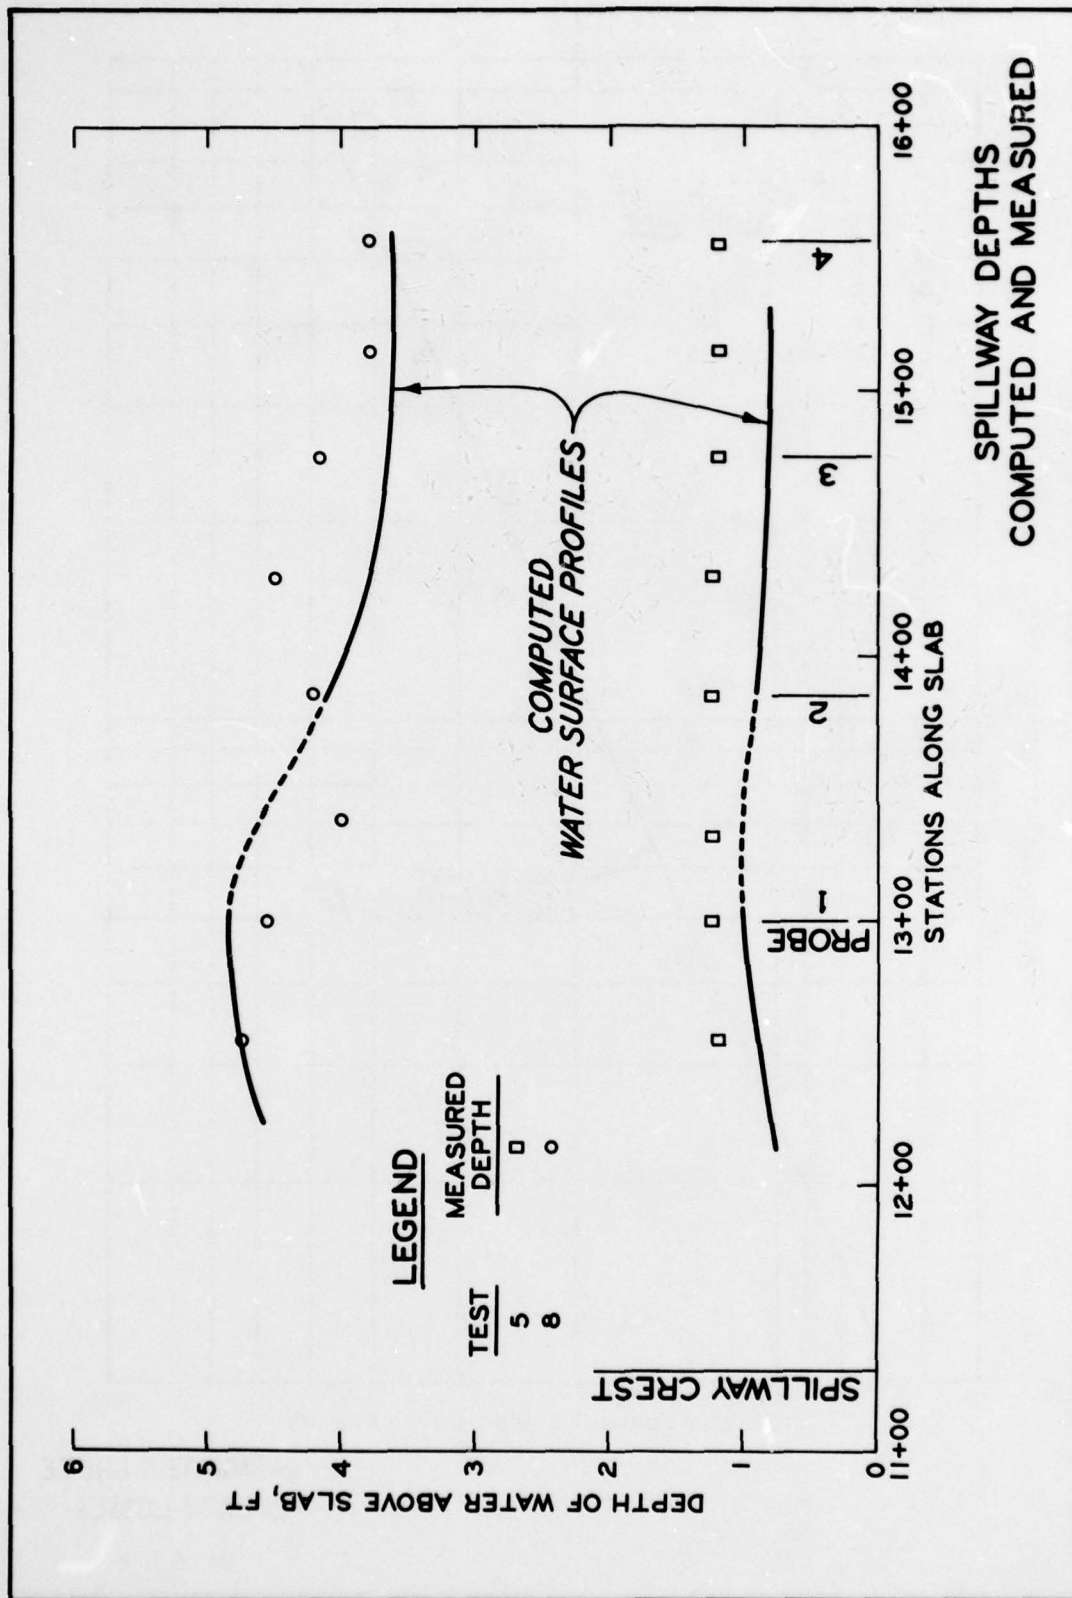 6
5
4
3
2
1
0
DEPTH OF WATER ABOVE SLAB, FT
11+00
12+00
13+00
14+00
15+00
16+00
STATIONS ALONG SLAB
SPILLWAY CREST
PROBE
1
2
3
4
COMPUTED
WATER SURFACE PROFILES
LEGEND
TEST
MEASURED
DEPTH
5
8
SPILLWAY DEPTHS
COMPUTED AND MEASURED